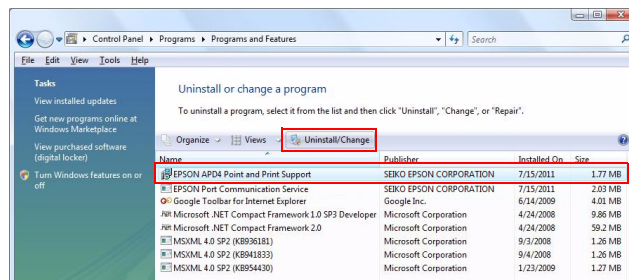 Control Panel ▸ Programs ▸ Programs and Features
Search
File Edit View Tools Help
Tasks
View installed updates
Get new programs online at
Windows Marketplace
View purchased software
(digital locker)
Turn Windows features on or
off
Uninstall or change a program
To uninstall a program, select it from the list and then click "Uninstall", "Change", or "Repair".
Organize Views Uninstall/Change
Name Publisher Installed On Size
EPSON APD4 Point and Print Support SEIKO EPSON CORPORATION 7/15/2011 1.77 MB
EPSON Port Communication Service SEIKO EPSON CORPORATION 7/15/2011 2.03 MB
Google Toolbar for Internet Explorer Google Inc. 6/14/2009 4.01 MB
Microsoft .NET Compact Framework 1.0 SP3 Developer Microsoft Corporation 4/24/2008 9.86 MB
Microsoft .NET Compact Framework 2.0 Microsoft Corporation 4/24/2008 59.2 MB
MSXML 4.0 SP2 (KB936181) Microsoft Corporation 9/3/2008 1.26 MB
MSXML 4.0 SP2 (KB941833) Microsoft Corporation 9/4/2008 1.26 MB
MSXML 4.0 SP2 (KB954430) Microsoft Corporation 1/23/2009 1.27 MB